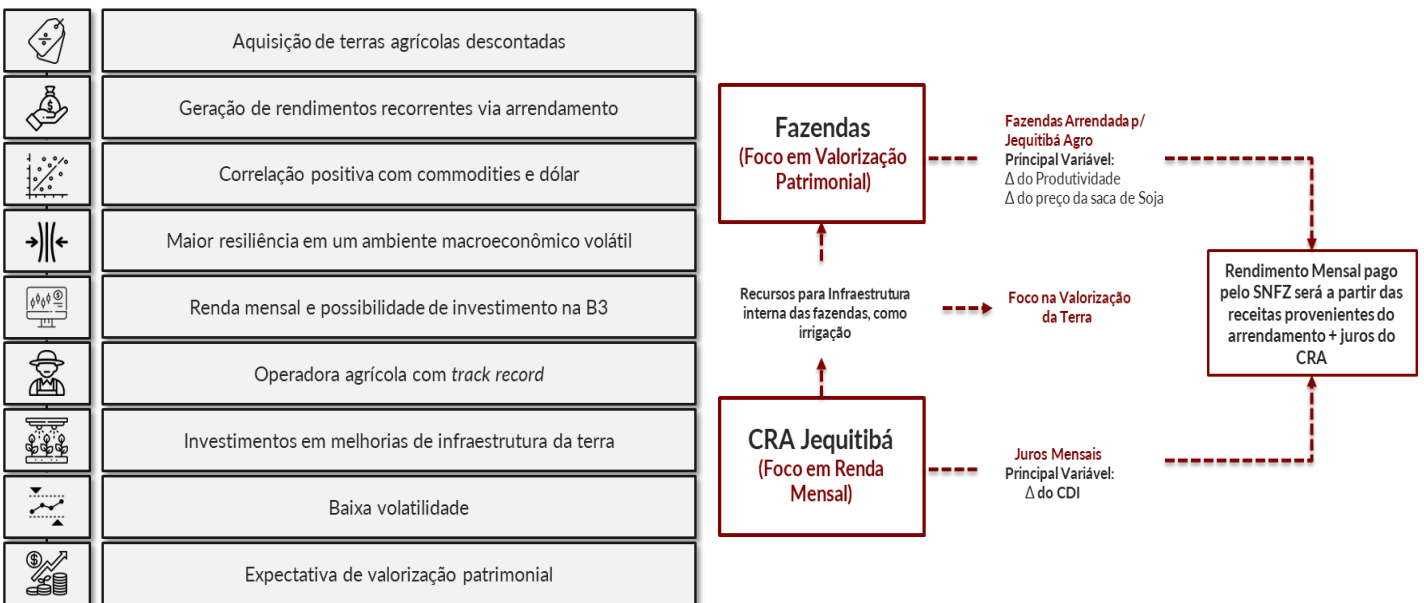 Aquisição de terras agrícolas descontadas
Geração de rendimentos recorrentes via arrendamento
Correlação positiva com commodities e dólar
Maior resiliência em um ambiente macroeconômico volátil
Renda mensal e possibilidade de investimento na B3
Operadora agrícola com track record
Investimentos em melhorias de infraestrutura da terra
Baixa volatilidade
Expectativa de valorização patrimonial
Fazendas
(Foco em Valorização
Patrimonial)
Fazendas Arrendada p/
Jequitibá Agro
Principal Variável:
Δ do Produtividade
Δ do preço da saca de Soja
Recursos para Infraestrutura
interna das fazendas, como
irrigação
Foco na Valorização
da Terra
Rendimento Mensal pago
pelo SNFZ será a partir das
receitas provenientes do
arrendamento + juros do
CRA
CRA Jequitibá
(Foco em Renda
Mensal)
Juros Mensais
Principal Variável:
Δ do CDI